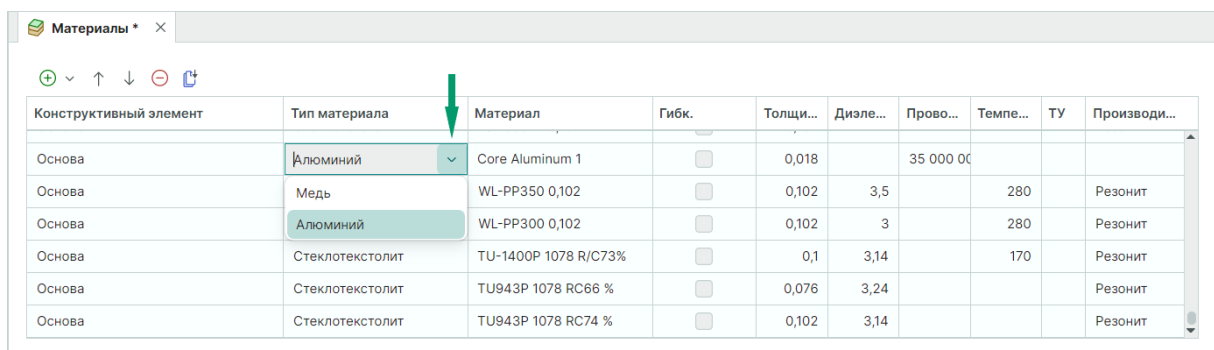 Материалы *
Конструктивный элемент Тип материала Материал Гибк. Толщи... Диэле... Прово... Темпе... ТУ Производи...
Основа Алюминий Core Aluminum 1 0,018 35 000 00
Основа Медь WL-PP350 0,102 0,102 3,5 280 Резонит
Основа Алюминий WL-PP300 0,102 0,102 3 280 Резонит
Основа Стеклотекстолит TU-1400P 1078 R/C73% 0,1 3,14 170 Резонит
Основа Стеклотекстолит TU943P 1078 RC66 % 0,076 3,24 Резонит
Основа Стеклотекстолит TU943P 1078 RC74 % 0,102 3,14 Резонит